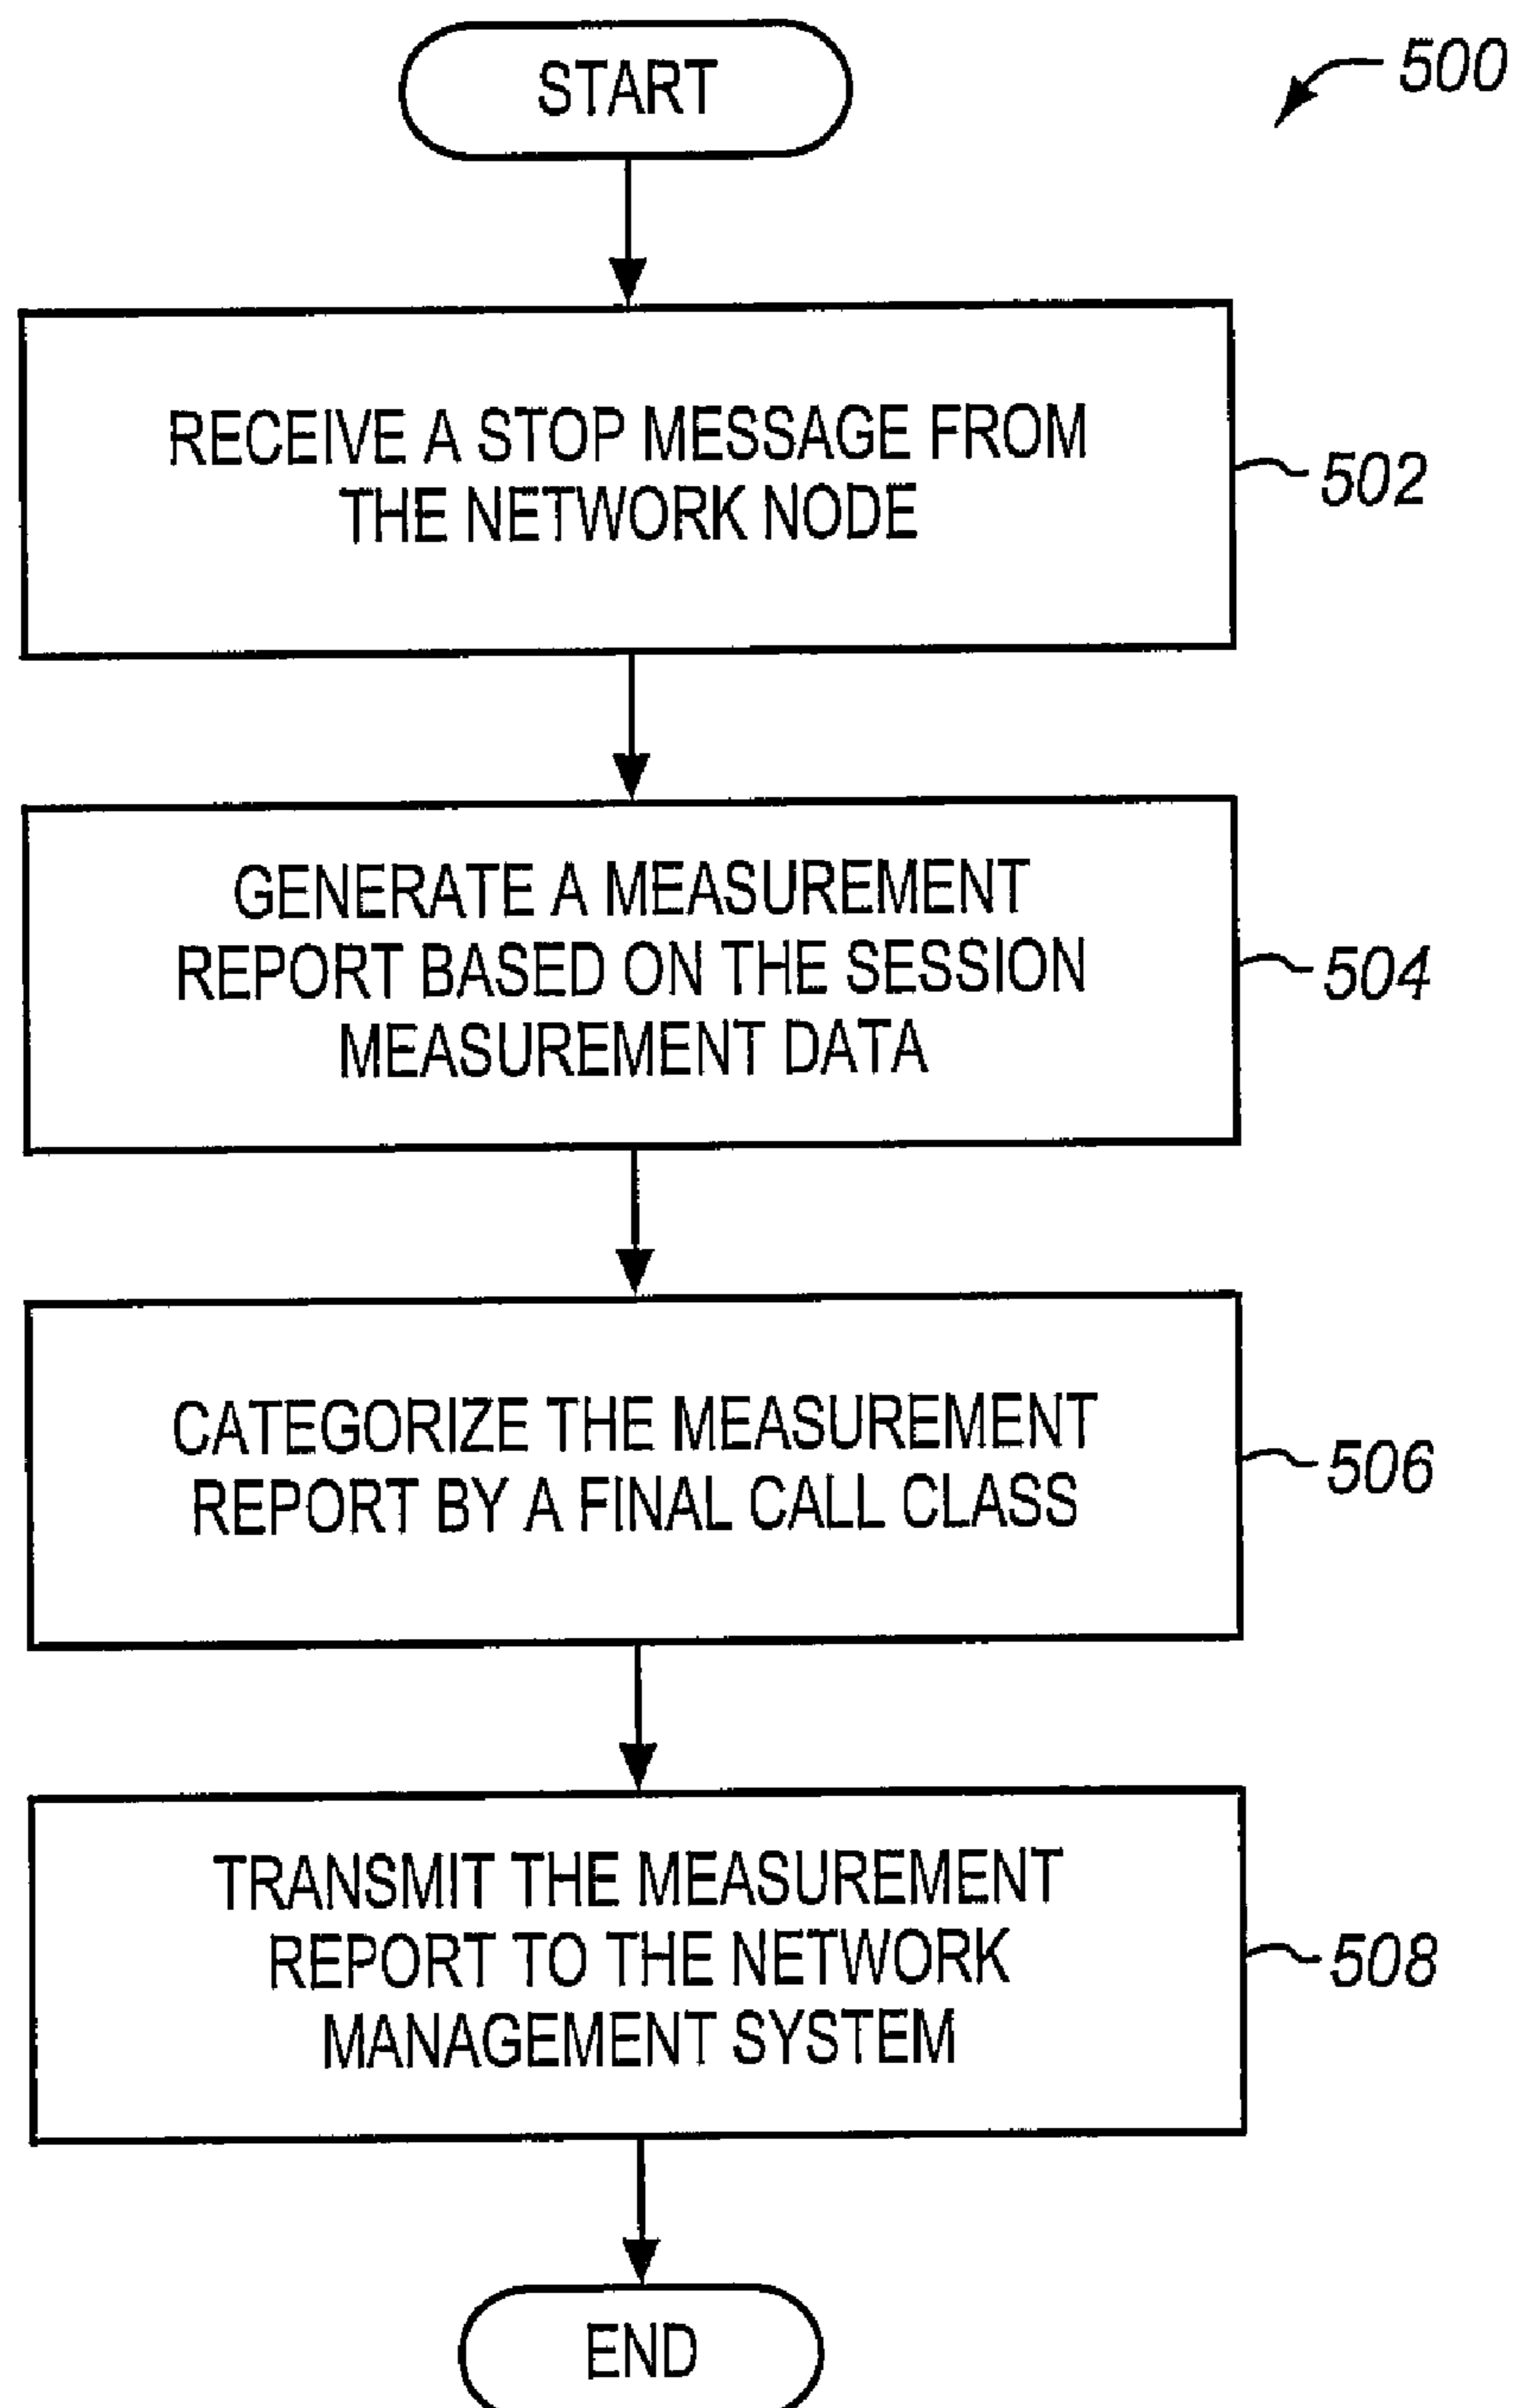 START
500
RECEIVE A STOP MESSAGE FROM
THE NETWORK NODE
502
GENERATE A MEASUREMENT
REPORT BASED ON THE SESSION
MEASUREMENT DATA
504
CATEGORIZE THE MEASUREMENT
REPORT BY A FINAL CALL CLASS
506
TRANSMIT THE MEASUREMENT
REPORT TO THE NETWORK
MANAGEMENT SYSTEM
508
END